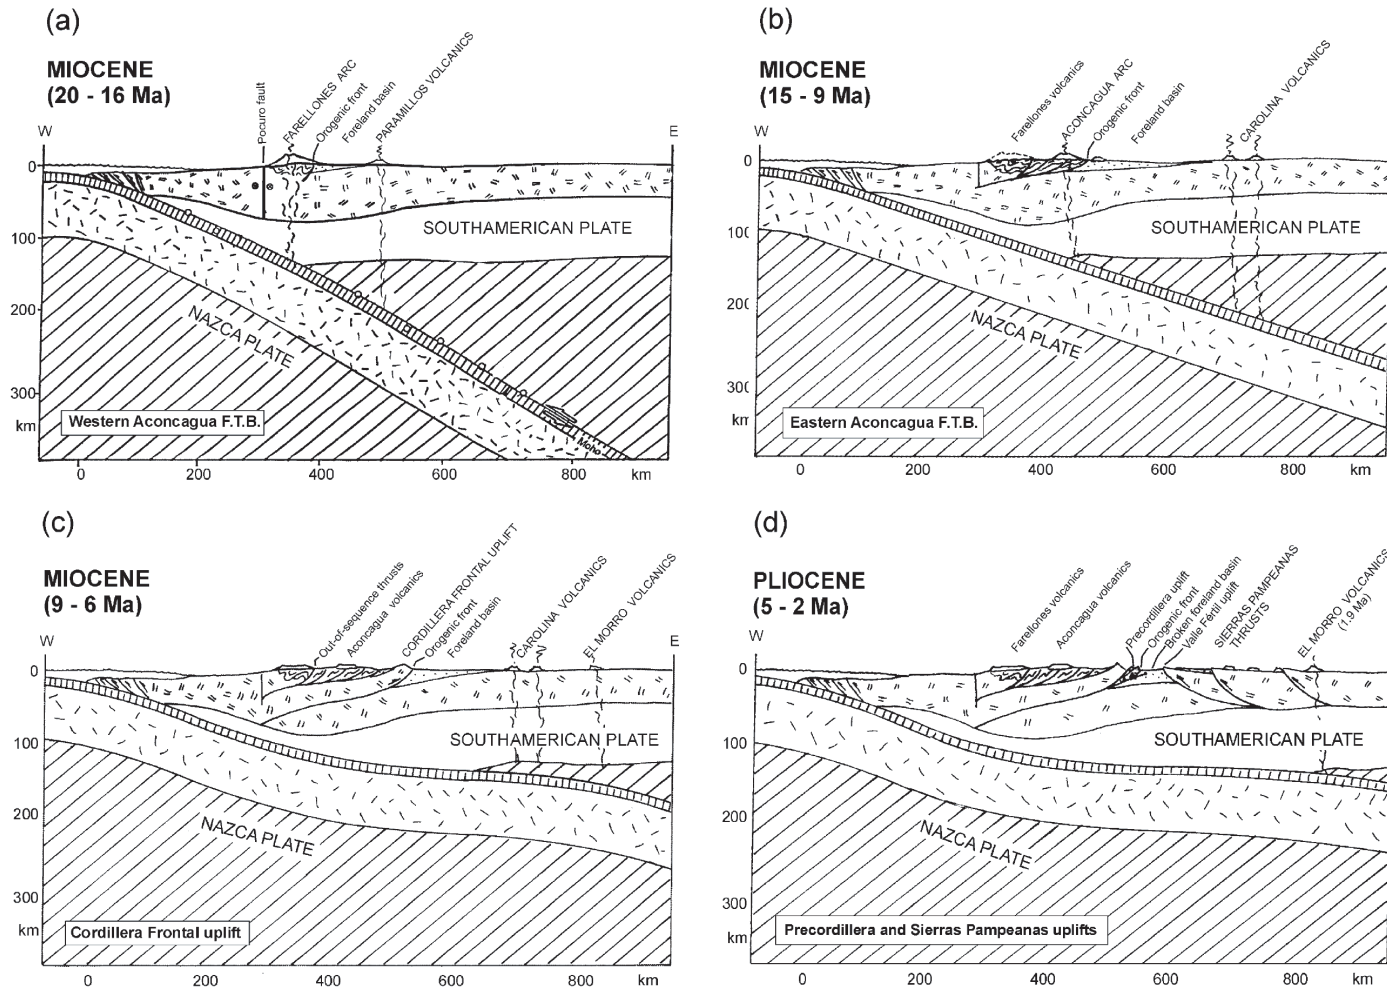 (a)
MIOCENE
(20 - 16 Ma)
Pocuro fault
FARELLONES ARC
Orogenic front
Foreland basin
PARAMILLOS VOLCANICS
W
E
0
100
200
300
km
SOUTHAMERICAN PLATE
NAZCA PLATE
Moho
Western Aconcagua F.T.B.
0
200
400
600
800
km
(b)
MIOCENE
(15 - 9 Ma)
Farellones volcanics
ACONCAGUA ARC
Orogenic front
Foreland basin
CAROLINA VOLCANICS
W
0
100
200
300
km
SOUTHAMERICAN PLATE
NAZCA PLATE
Eastern Aconcagua F.T.B.
0
200
400
600
800
km
(c)
MIOCENE
(9 - 6 Ma)
Out-of-sequence thrusts
Aconcagua volcanics
CORDILLERA FRONTAL UPLIFT
Orogenic front
Foreland basin
CAROLINA VOLCANICS
EL MORRO VOLCANICS
W
E
0
100
200
300
km
SOUTHAMERICAN PLATE
NAZCA PLATE
Cordillera Frontal uplift
0
200
400
600
800
km
(d)
PLIOCENE
(5 - 2 Ma)
Farellones volcanics
Aconcagua volcanics
Precordillera uplift
Orogenic front
Broken foreland basin
Valle Fértil uplift
SIERRAS PAMPEANAS
THRUSTS
EL MORRO VOLCANICS
(1.9 Ma)
W
0
100
200
300
km
SOUTHAMERICAN PLATE
NAZCA PLATE
Precordillera and Sierras Pampeanas uplifts
0
200
400
600
800
km